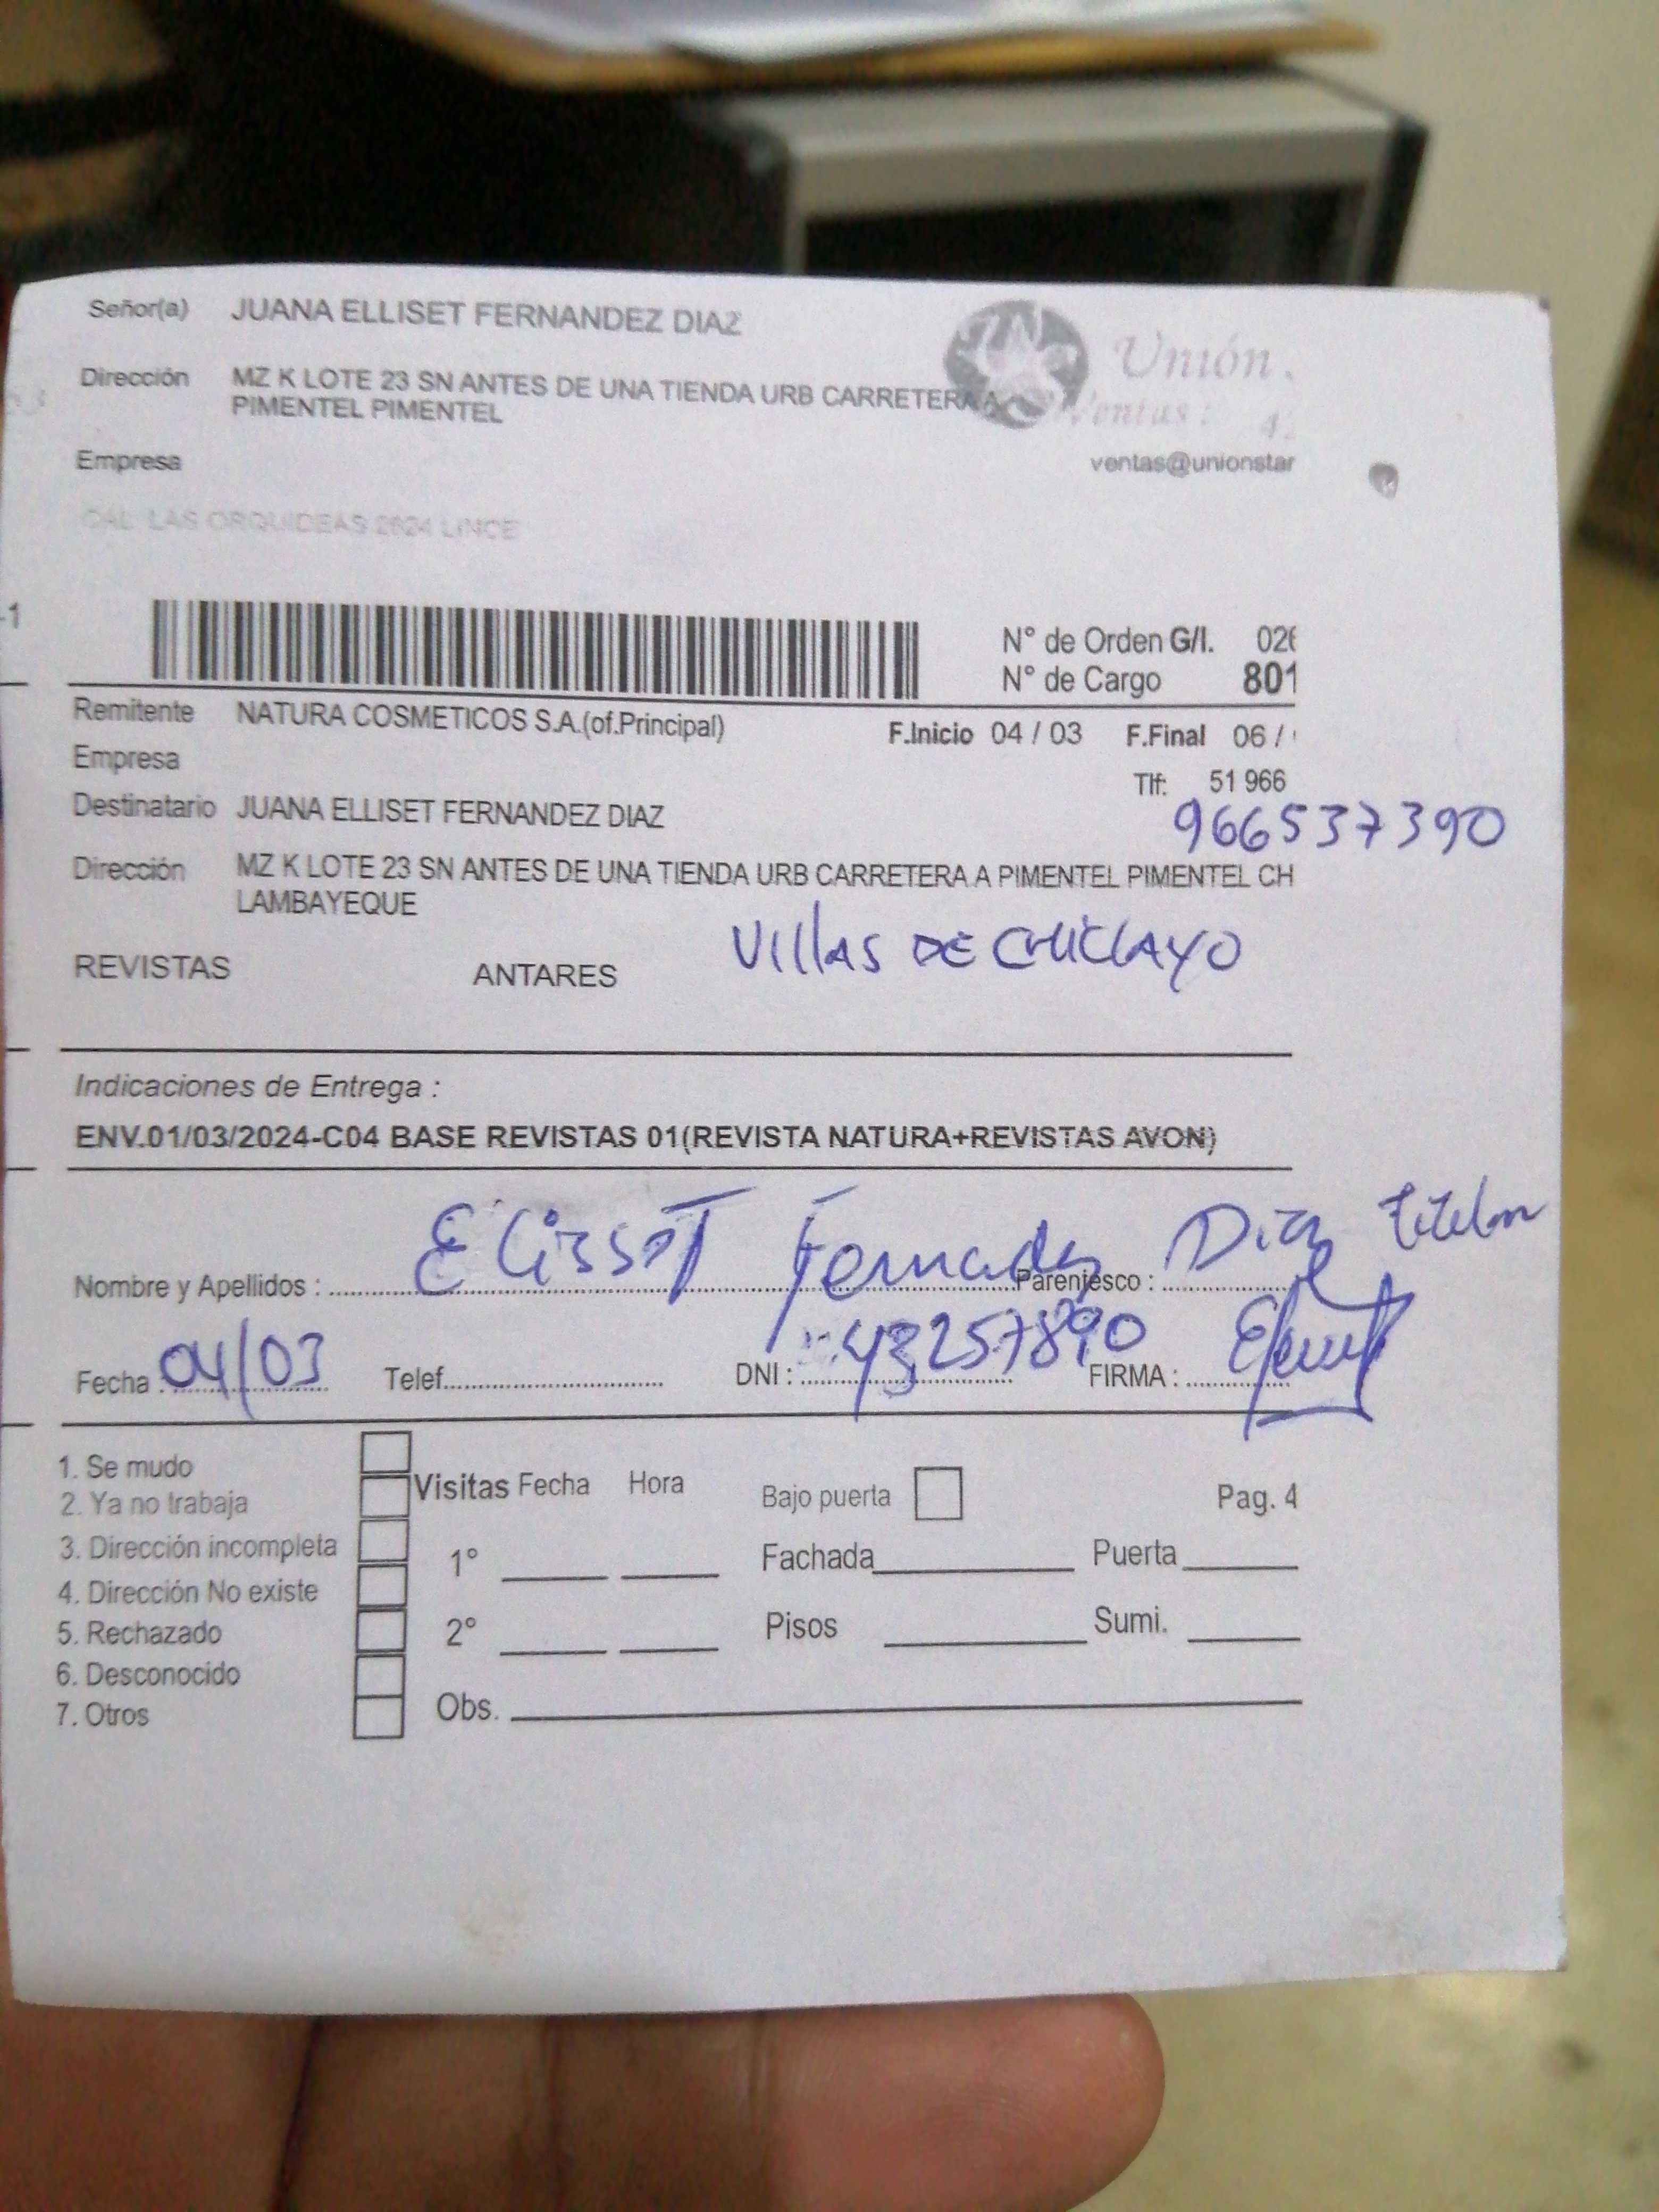 Señor(a) JUANA ELLISET FERNANDEZ DIAZ
Dirección MZ K LOTE 23 SN ANTES DE UNA TIENDA URB CARRETERA A
PIMENTEL PIMENTEL
Unión
Ventas:
Empresa
ventas@unionstar
CAL. LAS ORQUIDEAS 2624 LINCE
-1
N° de Orden G/I. 026
N° de Cargo 801
Remitente NATURA COSMETICOS S.A.(of.Principal)
F.Inicio 04 / 03 F.Final 06 /
Empresa
Tlf: 51 966
Destinatario JUANA ELLISET FERNANDEZ DIAZ
966537390
Dirección MZ K LOTE 23 SN ANTES DE UNA TIENDA URB CARRETERA A PIMENTEL PIMENTEL CH
LAMBAYEQUE
Villas DE CHICLAYO
REVISTAS ANTARES
Indicaciones de Entrega :
ENV.01/03/2024-C04 BASE REVISTAS 01(REVISTA NATURA+REVISTAS AVON)
Nombre y Apellidos : Elisset Fernandez Diaz Parentesco :
Fecha : 04/03 Telef. DNI : 43257890 FIRMA :
1. Se mudo
2. Ya no trabaja
3. Dirección incompleta
4. Dirección No existe
5. Rechazado
6. Desconocido
7. Otros
Visitas Fecha Hora Bajo puerta Pag. 4
1° Fachada Puerta
2° Pisos Sumi.
Obs.